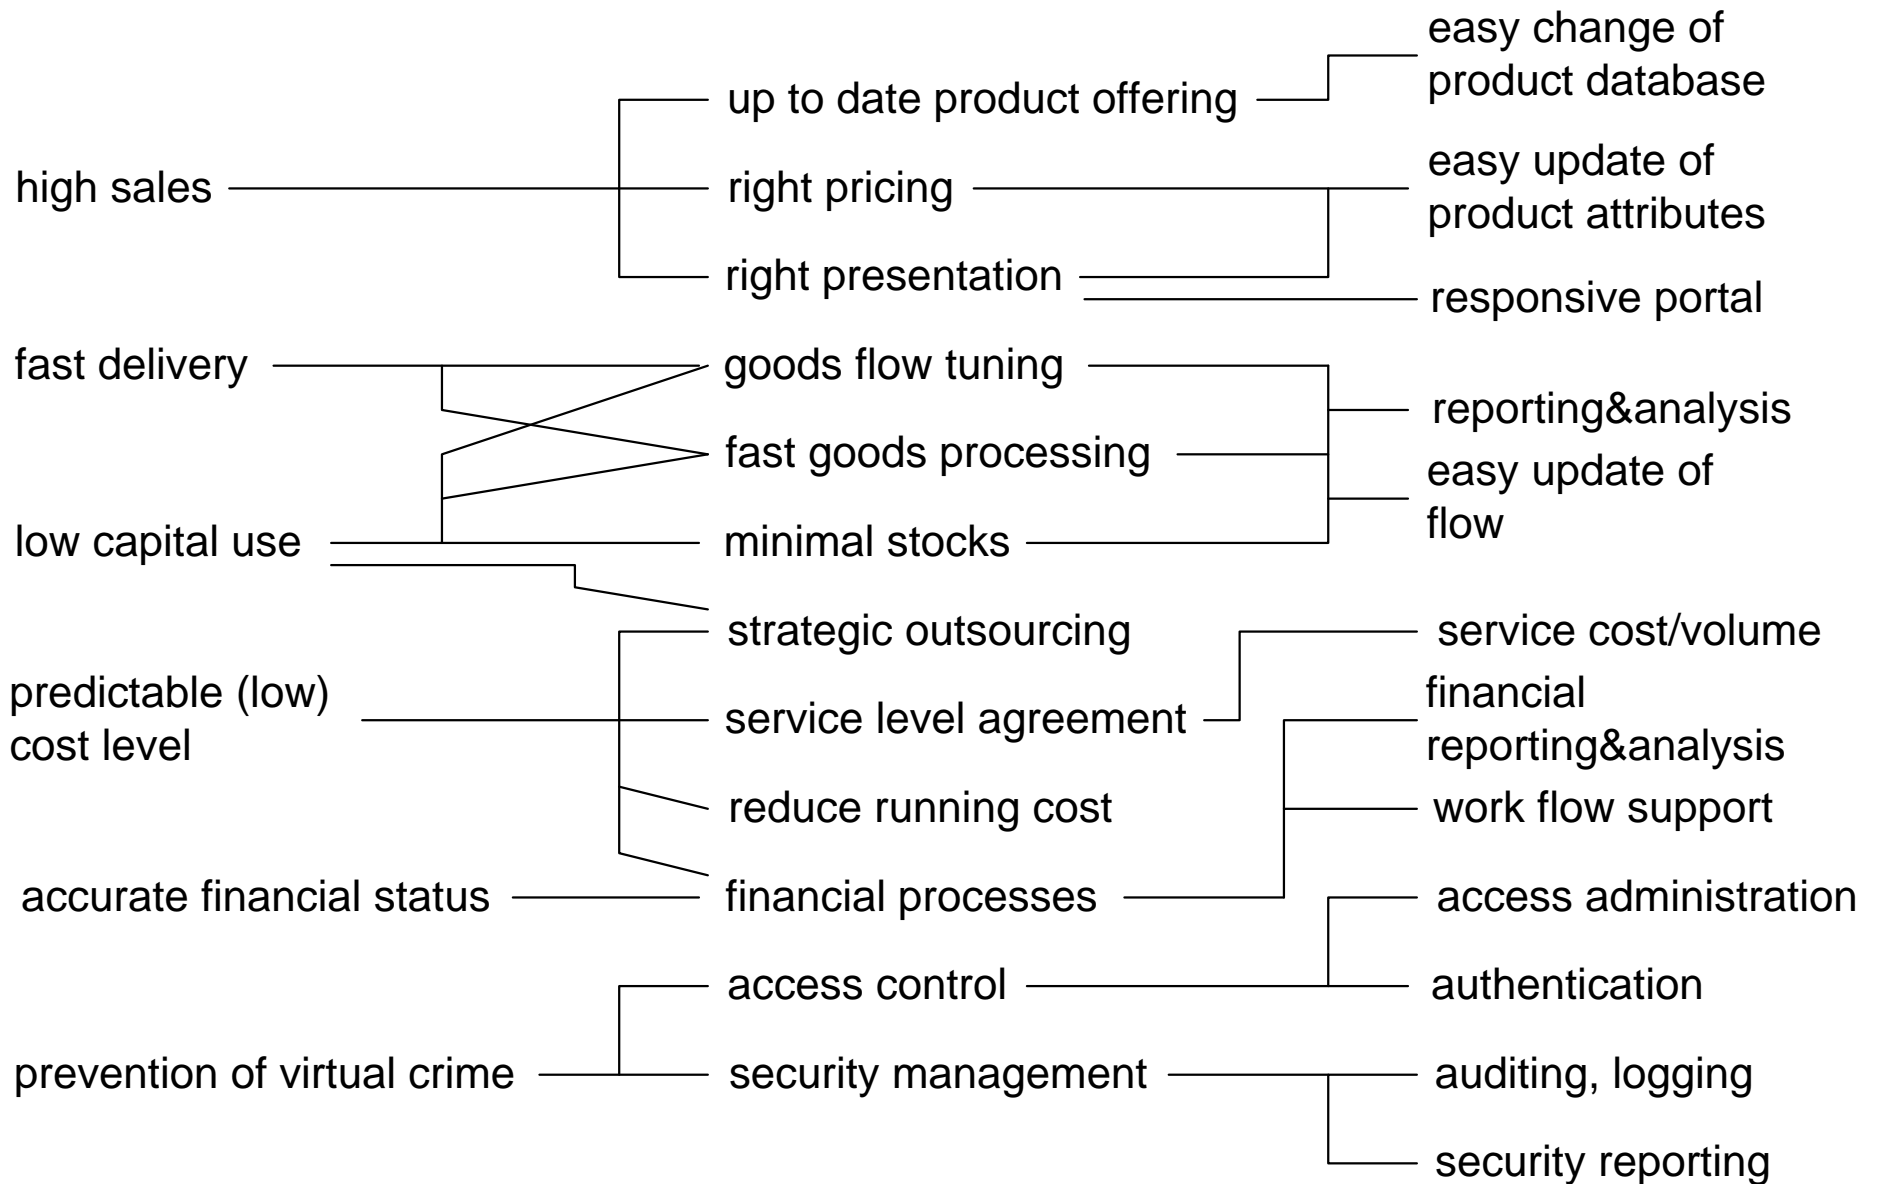 easy change of
product database
up to date product offering
easy update of
product attributes
high sales
right pricing
right presentation
responsive portal
fast delivery
goods flow tuning
reporting&analysis
fast goods processing
easy update of
flow
low capital use
minimal stocks
strategic outsourcing
service cost/volume
predictable (low)
cost level
service level agreement
financial
reporting&analysis
reduce running cost
work flow support
accurate financial status
financial processes
access administration
access control
authentication
prevention of virtual crime
security management
auditing, logging
security reporting